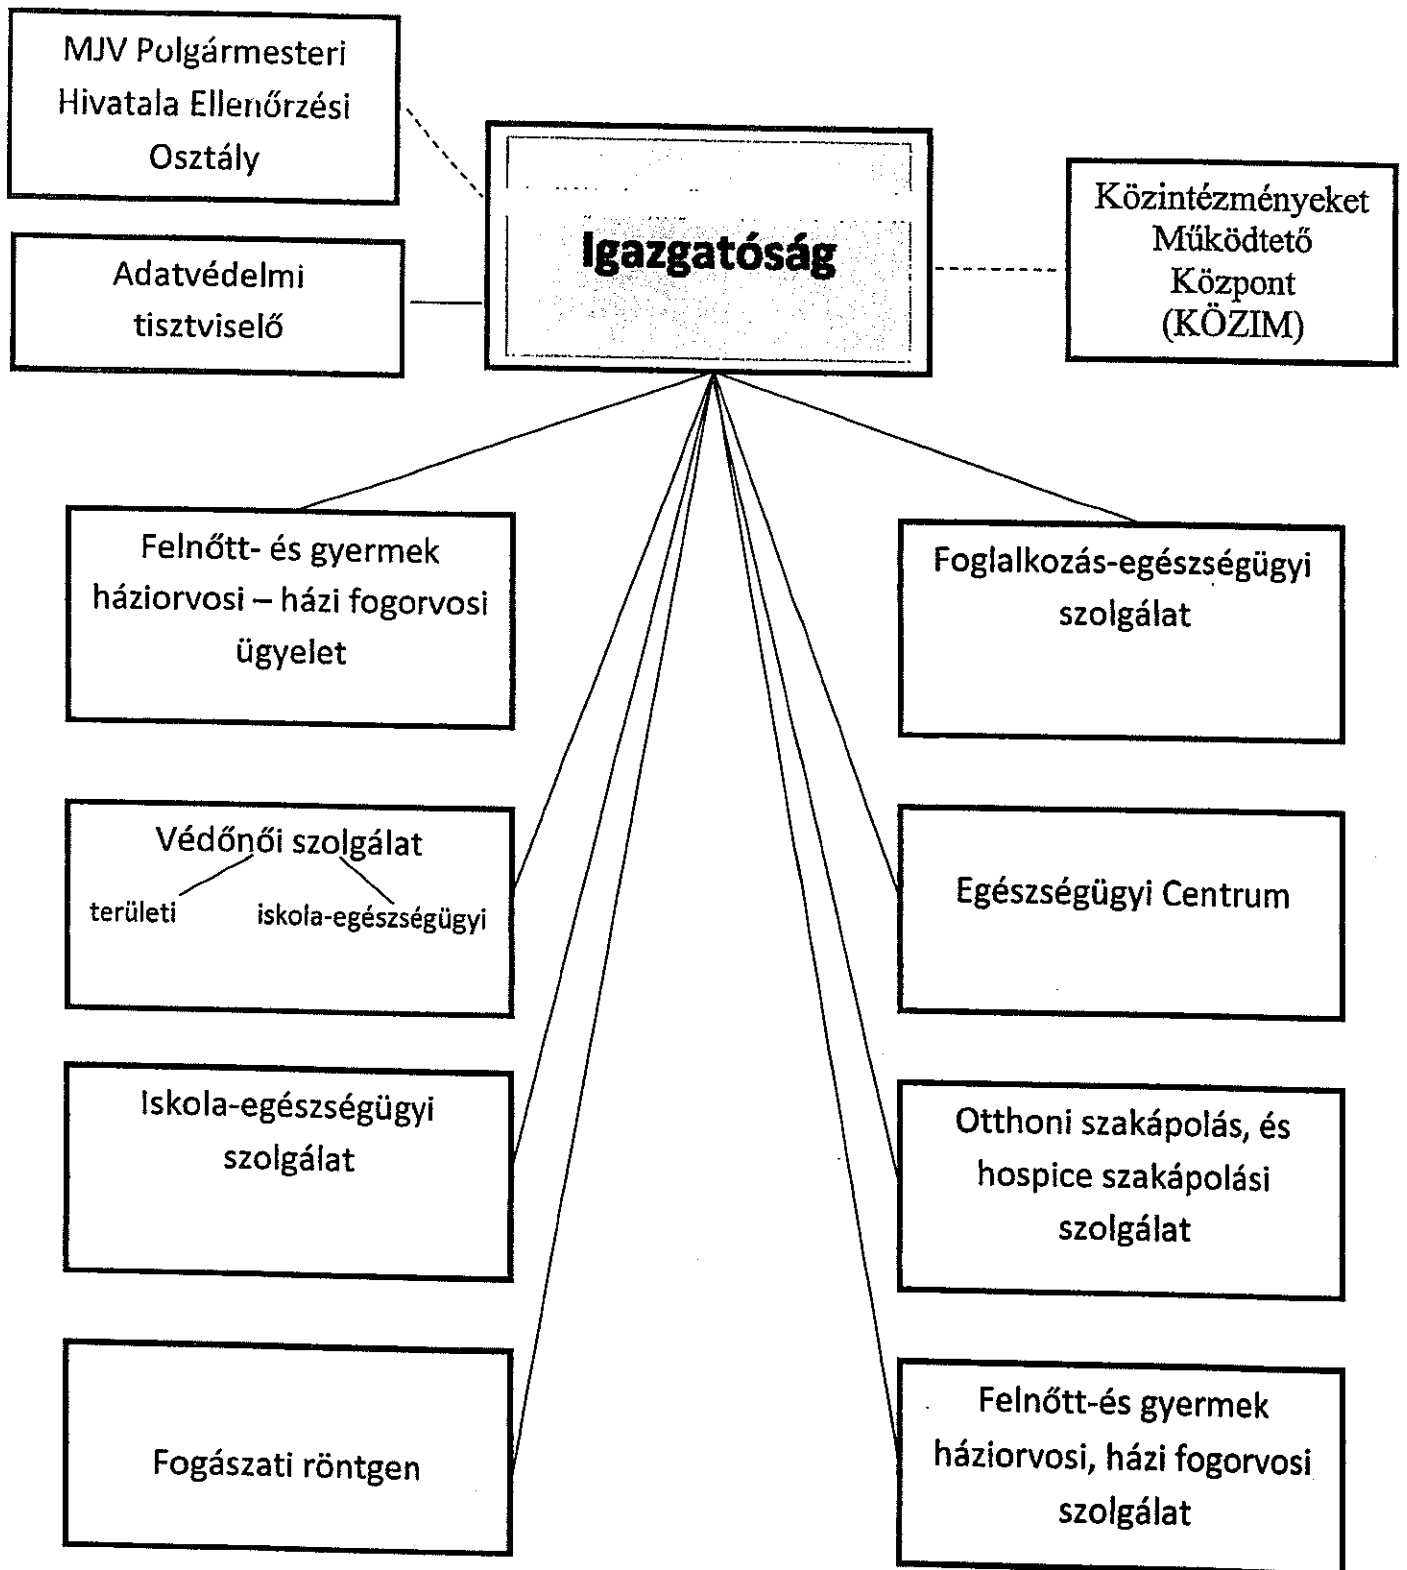 MJV Polgármesteri
Hivatala Ellenőrzési
Osztály
Adatvédelmi
tisztviselő
Igazgatóság
Közintézményeket
Működtető
Központ
(KÖZIM)
Felnőtt- és gyermek
háziorvosi – házi fogorvosi
ügyelet
Foglalkozás-egészségügyi
szolgálat
Védőnői szolgálat
területi iskola-egészségügyi
Egészségügyi Centrum
Iskola-egészségügyi
szolgálat
Otthoni szakápolás, és
hospice szakápolási
szolgálat
Fogászati röntgen
Felnőtt-és gyermek
háziorvosi, házi fogorvosi
szolgálat